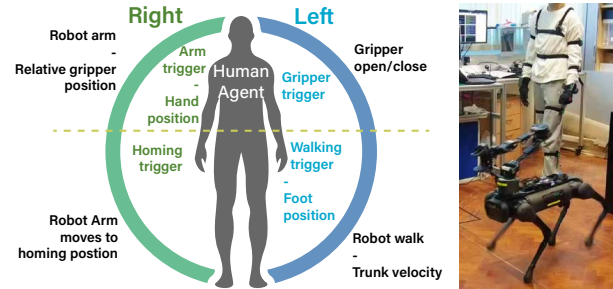 Right
Left
Robot arm
-
Relative gripper
position
Arm
trigger
-
Hand
position
Human
Agent
Gripper
trigger
Gripper
open/close
Homing
trigger
Walking
trigger
-
Foot
position
Robot Arm
moves to
homing postion
Robot walk
-
Trunk velocity